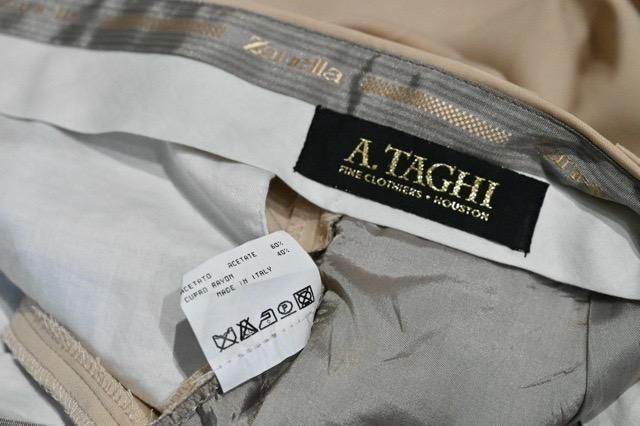 Zanella
A. TAGHI
FINE CLOTHIERS • HOUSTON
ACETATO ACETATE 60%
CUPRO RAYON 40%
MADE IN ITALY
P